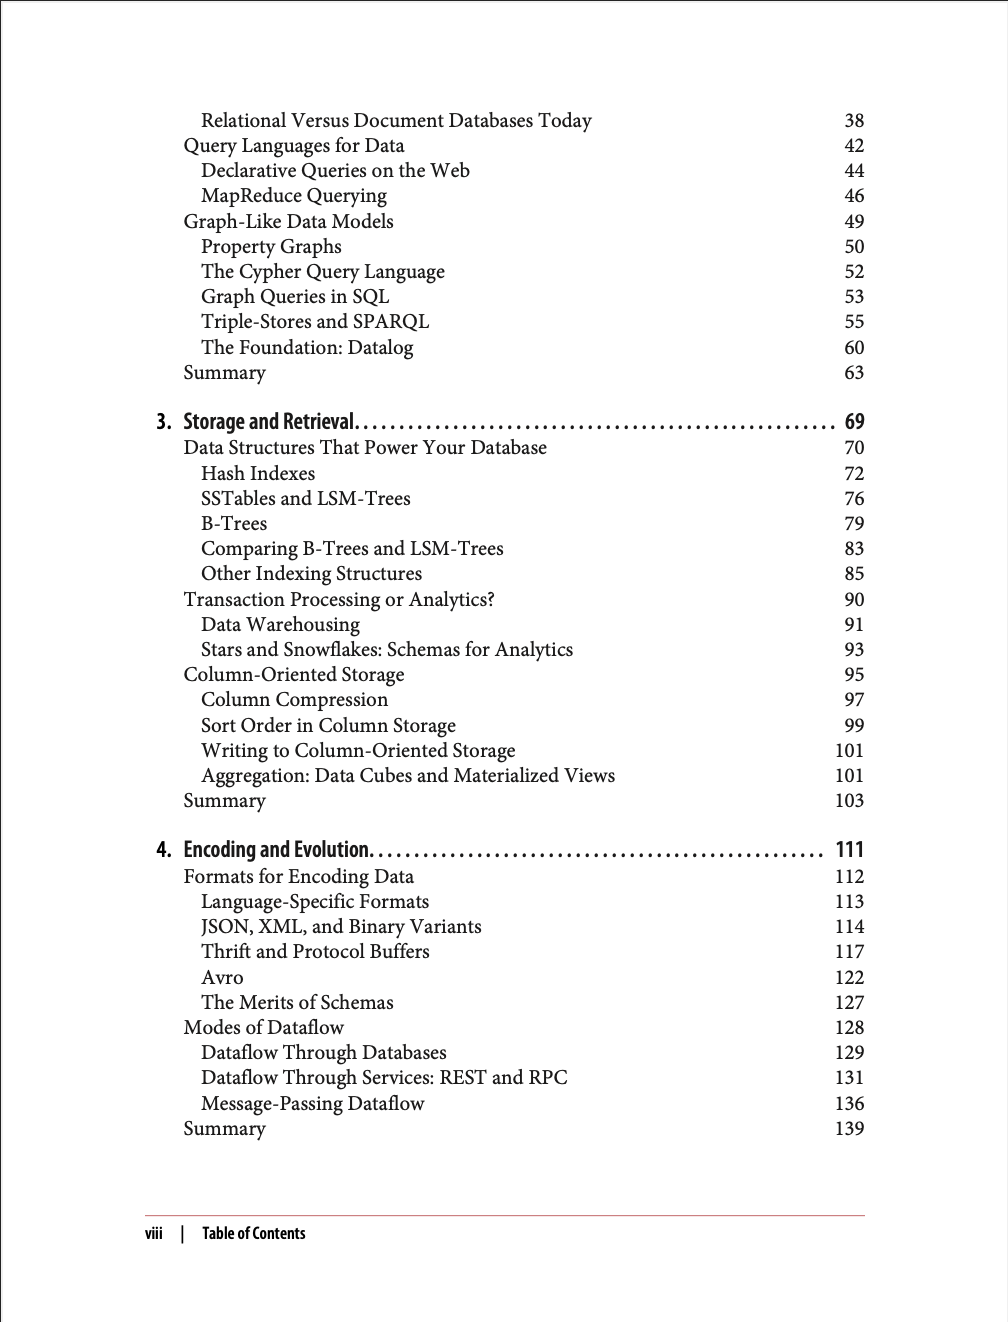 Relational Versus Document Databases Today 38
Query Languages for Data 42
Declarative Queries on the Web 44
MapReduce Querying 46
Graph-Like Data Models 49
Property Graphs 50
The Cypher Query Language 52
Graph Queries in SQL 53
Triple-Stores and SPARQL 55
The Foundation: Datalog 60
Summary 63
3. Storage and Retrieval. . . . . . . . . . . . . . . . . . . . . . . . . . . . . . . . . . . . . . . . . . . . . . . . . . . . . . 69
Data Structures That Power Your Database 70
Hash Indexes 72
SSTables and LSM-Trees 76
B-Trees 79
Comparing B-Trees and LSM-Trees 83
Other Indexing Structures 85
Transaction Processing or Analytics? 90
Data Warehousing 91
Stars and Snowflakes: Schemas for Analytics 93
Column-Oriented Storage 95
Column Compression 97
Sort Order in Column Storage 99
Writing to Column-Oriented Storage 101
Aggregation: Data Cubes and Materialized Views 101
Summary 103
4. Encoding and Evolution. . . . . . . . . . . . . . . . . . . . . . . . . . . . . . . . . . . . . . . . . . . . . . . . . . . 111
Formats for Encoding Data 112
Language-Specific Formats 113
JSON, XML, and Binary Variants 114
Thrift and Protocol Buffers 117
Avro 122
The Merits of Schemas 127
Modes of Dataflow 128
Dataflow Through Databases 129
Dataflow Through Services: REST and RPC 131
Message-Passing Dataflow 136
Summary 139
viii | Table of Contents